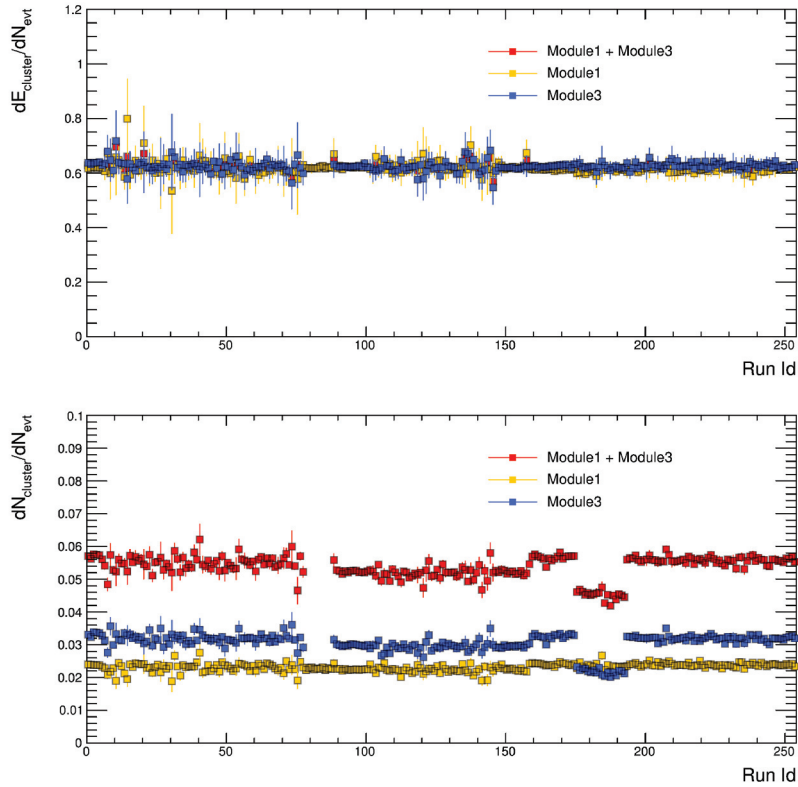 dE_cluster/dN_evt
1.2
1
0.8
0.6
0.4
0.2
0
Module1 + Module3
Module1
Module3
0 50 100 150 200 250
Run Id
dN_cluster/dN_evt
0.1
0.09
0.08
0.07
0.06
0.05
0.04
0.03
0.02
0.01
0
Module1 + Module3
Module1
Module3
0 50 100 150 200 250
Run Id